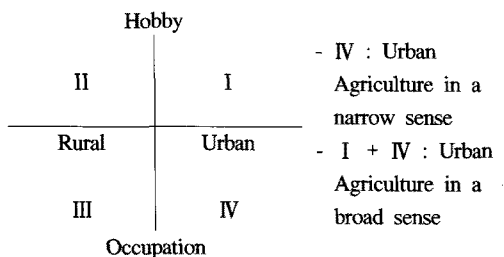 Hobby
II I
Rural Urban
III IV
Occupation
- IV : Urban
Agriculture in a
narrow sense
- I + IV : Urban
Agriculture in a
broad sense